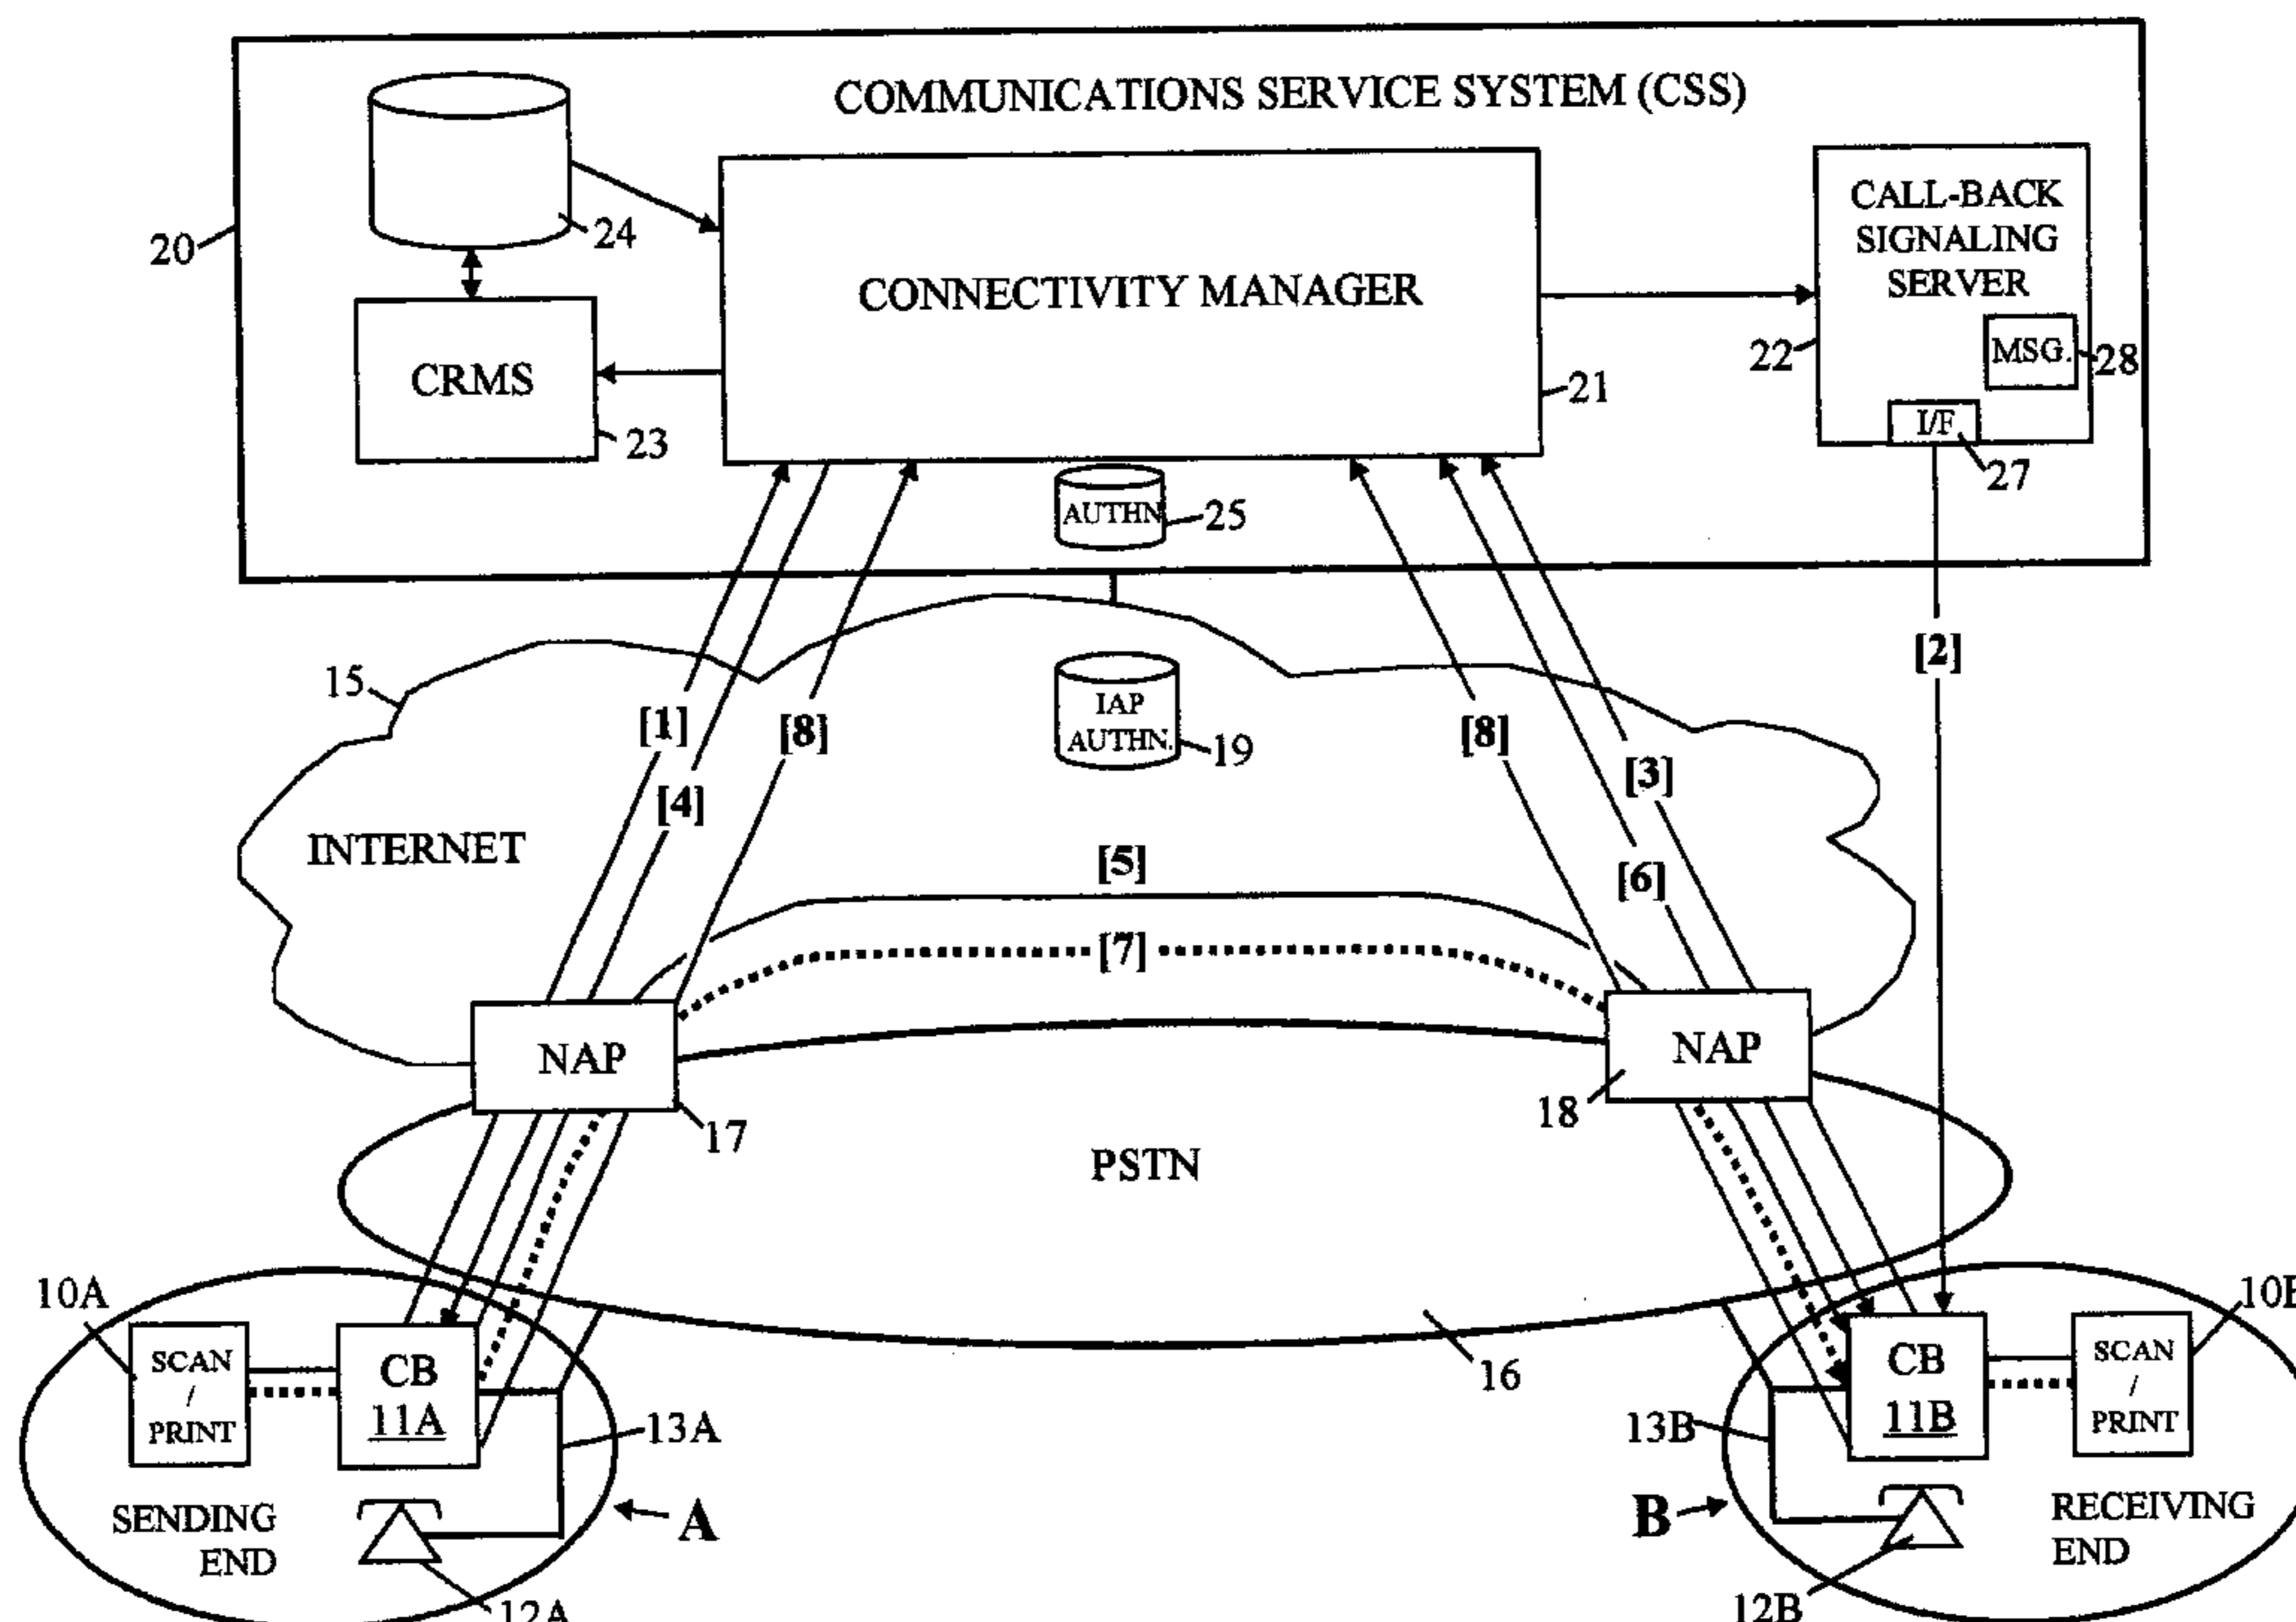 COMMUNICATIONS SERVICE SYSTEM (CSS)
CALL-BACK
SIGNALING
SERVER
20
24
CONNECTIVITY MANAGER
22
MSG.
28
CRMS
21
I/F
23
27
AUTHN
25
[2]
15
IAP
AUTHN.
19
[1]
[8]
[8]
[3]
[4]
INTERNET
[5]
[6]
[7]
NAP
NAP
17
18
PSTN
10A
SCAN
/
PRINT
CB
11A
13A
16
13B
CB
11B
SCAN
/
PRINT
SENDING
END
A
B
RECEIVING
END
12A
12B